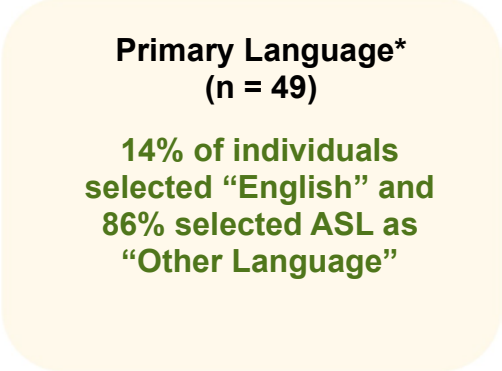 Primary Language*
(n = 49)
14% of individuals
selected “English” and
86% selected ASL as
“Other Language”